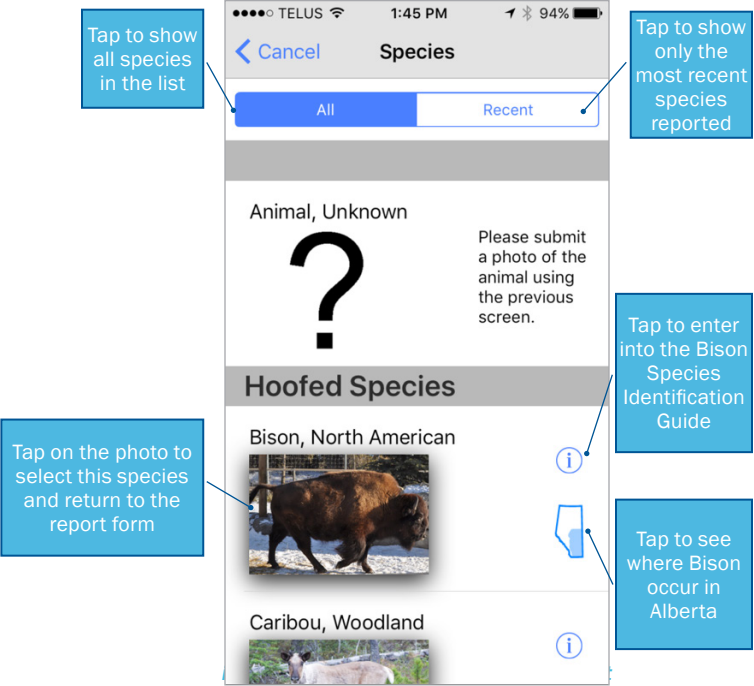 TELUS
1:45 PM
94%
Tap to show
all species
in the list
Cancel
Species
Tap to show
only the
most recent
species
reported
All
Recent
Animal, Unknown
?
Please submit
a photo of the
animal using
the previous
screen.
Hoofed Species
Tap to enter
into the Bison
Species
Identification
Guide
Bison, North American
i
Tap on the photo to
select this species
and return to the
report form
Tap to see
where Bison
occur in
Alberta
Caribou, Woodland
i